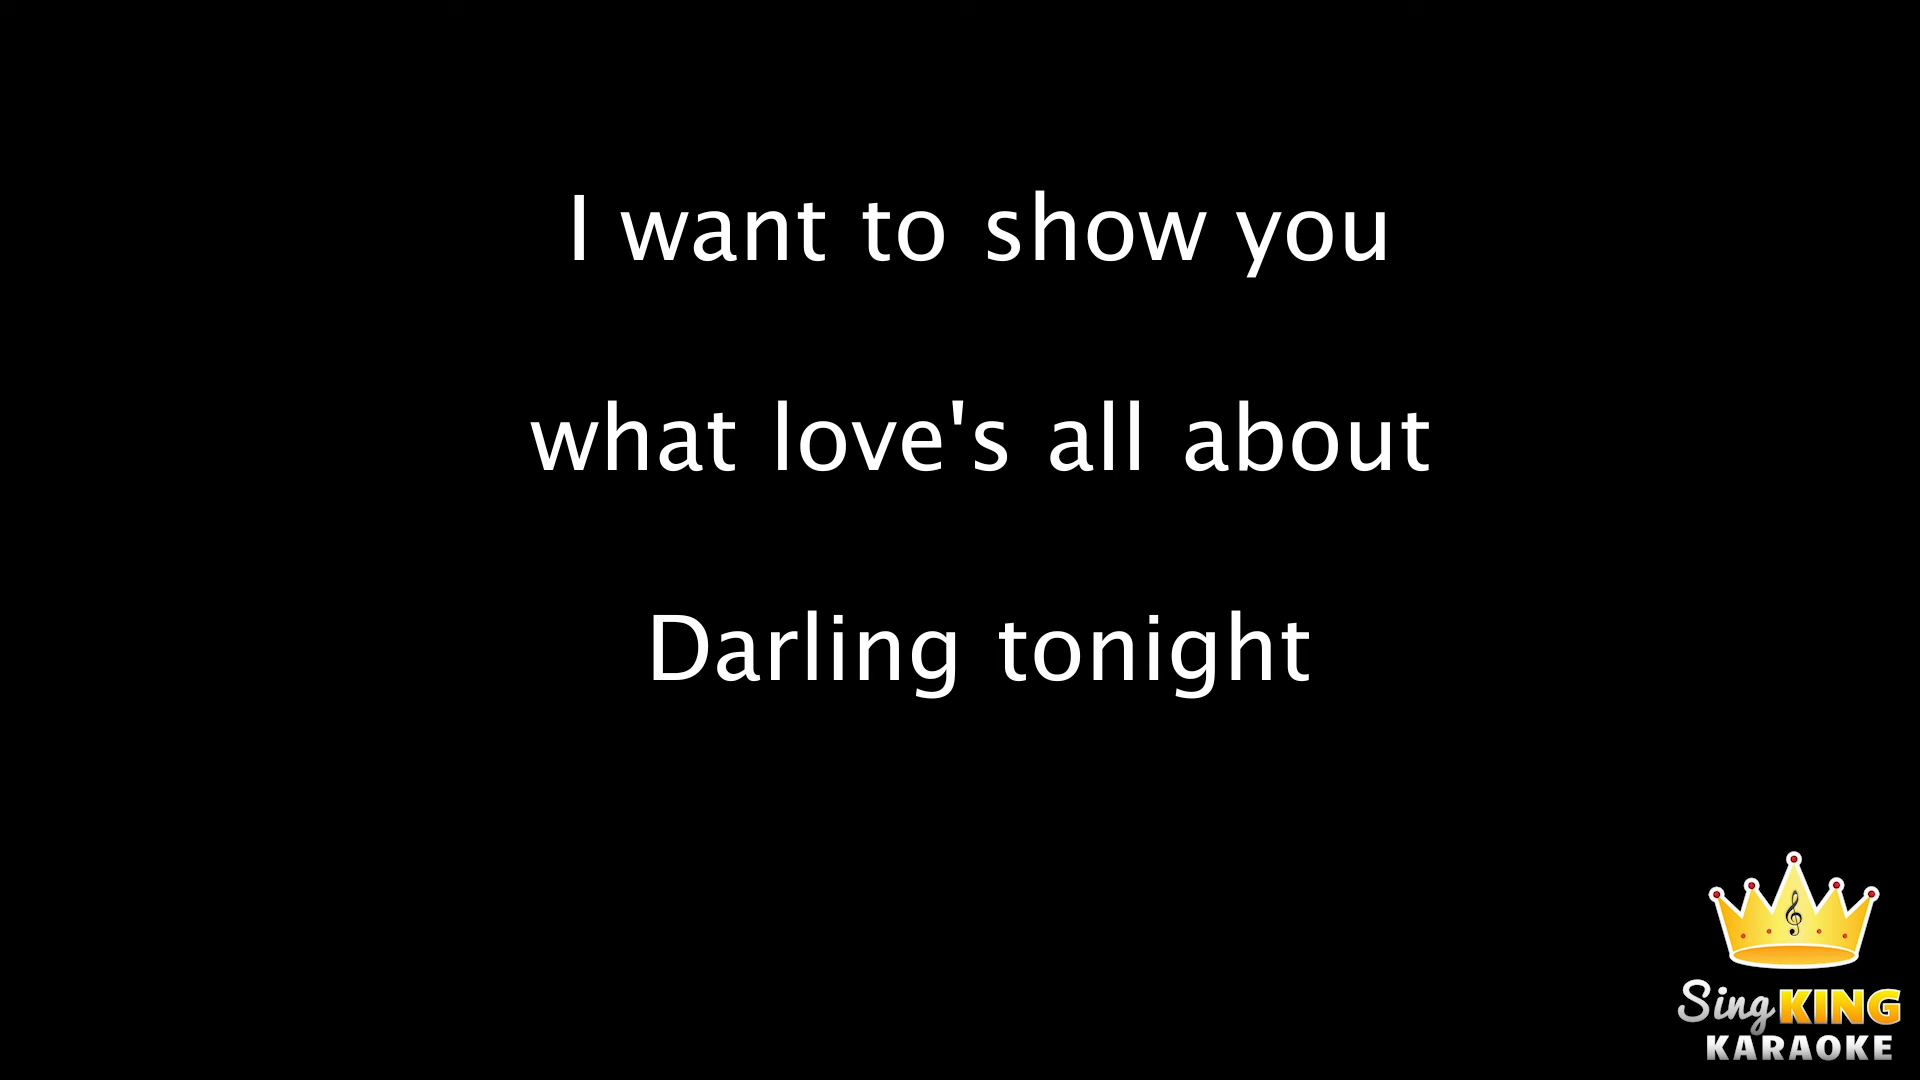 I want to show you
what love's all about
Darling tonight
Sing KING
KARAOKE